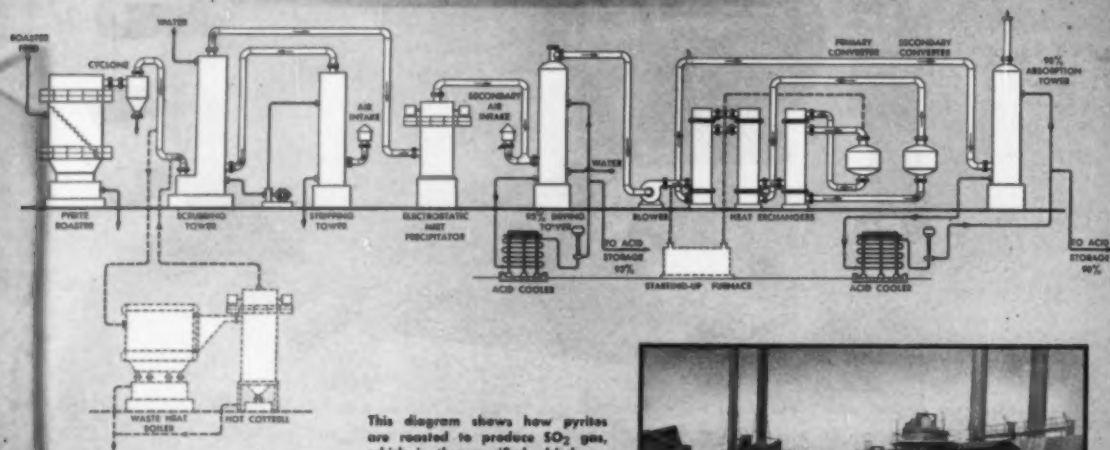 ROASTER
FEED
WATER
CYCLONE
AIR
INTAKE
SECONDARY
AIR
INTAKE
WATER
PRIMARY
CONVERTER
SECONDARY
CONVERTER
98%
ABSORPTION
TOWER
PYRITE
ROASTER
SCRUBBING
TOWER
STRIPPING
TOWER
ELECTROSTATIC
MIST
PRECIPITATOR
93% DRYING
TOWER
BLOWER
HEAT EXCHANGERS
TO ACID
STORAGE
93%
TO ACID
STORAGE
98%
ACID COOLER
STARTING-UP FURNACE
ACID COOLER
WASTE HEAT
BOILER
HOT COTTRELL
This diagram shows how pyrites
are roasted to produce SO₂ gas,